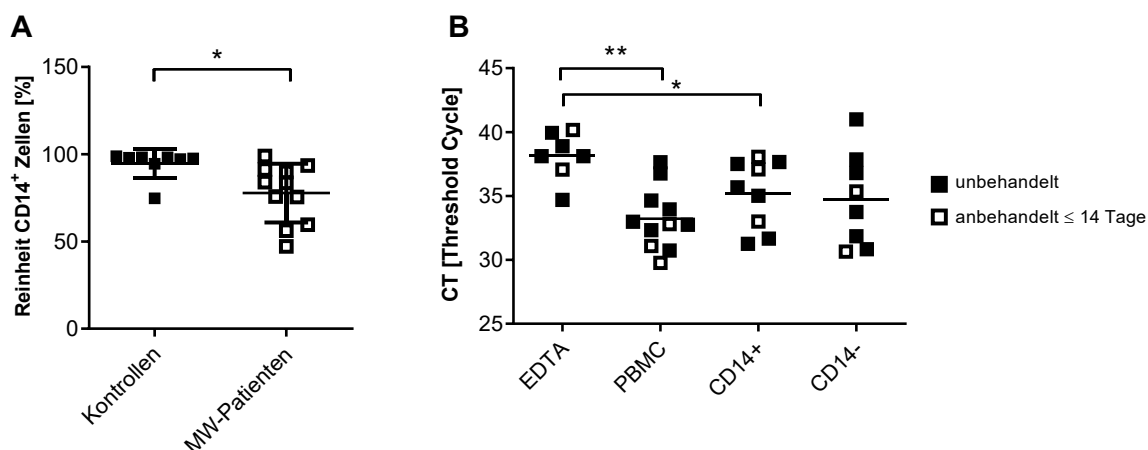 A
Reinheit CD14+ Zellen [%]
150
100
50
0
*
Kontrollen
MW-Patienten
B
CT [Threshold Cycle]
45
40
35
30
25
**
*
EDTA
PBMC
CD14+
CD14-
unbehandelt
anbehandelt ≤ 14 Tage